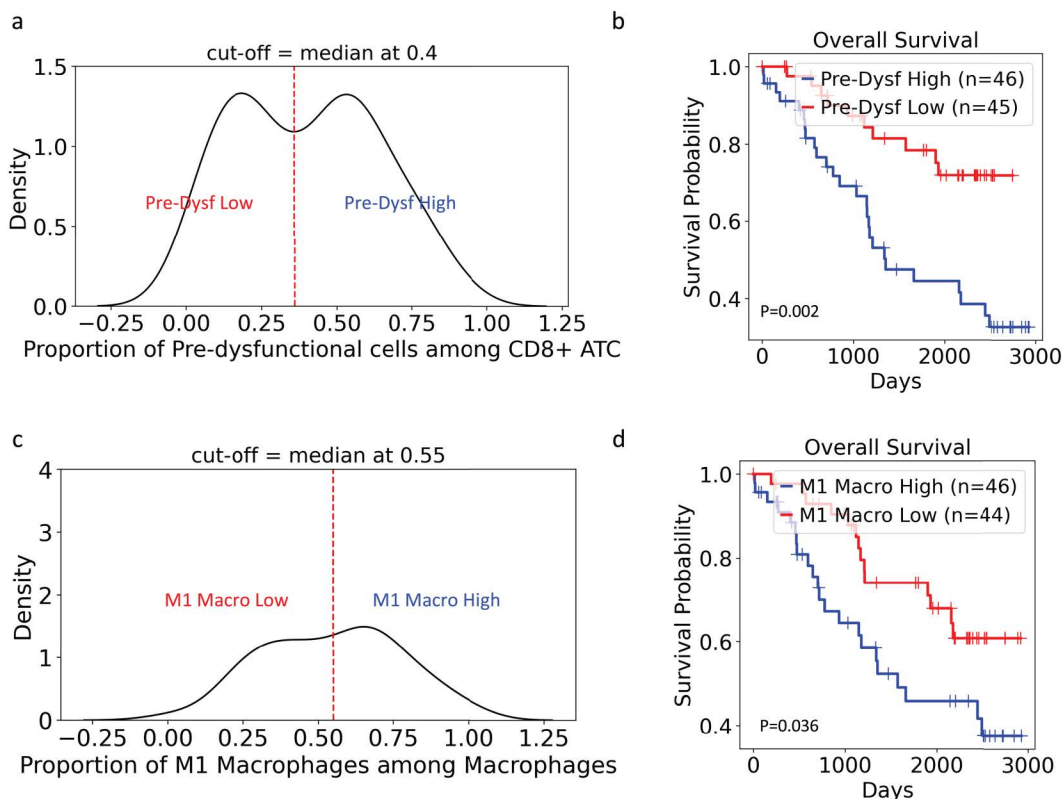 a
cut-off = median at 0.4
1.5
1.0
0.5
0.0
Density
Pre-Dysf Low
Pre-Dysf High
−0.25 0.00 0.25 0.50 0.75 1.00 1.25
Proportion of Pre-dysfunctional cells among CD8+ ATC
b
Overall Survival
1.0
0.8
0.6
0.4
Survival Probability
Pre-Dysf High (n=46)
Pre-Dysf Low (n=45)
P=0.002
0 1000 2000 3000
Days
c
cut-off = median at 0.55
4
3
2
1
0
Density
M1 Macro Low
M1 Macro High
−0.25 0.00 0.25 0.50 0.75 1.00 1.25
Proportion of M1 Macrophages among Macrophages
d
Overall Survival
1.0
0.8
0.6
0.4
Survival Probability
M1 Macro High (n=46)
M1 Macro Low (n=44)
P=0.036
0 1000 2000 3000
Days